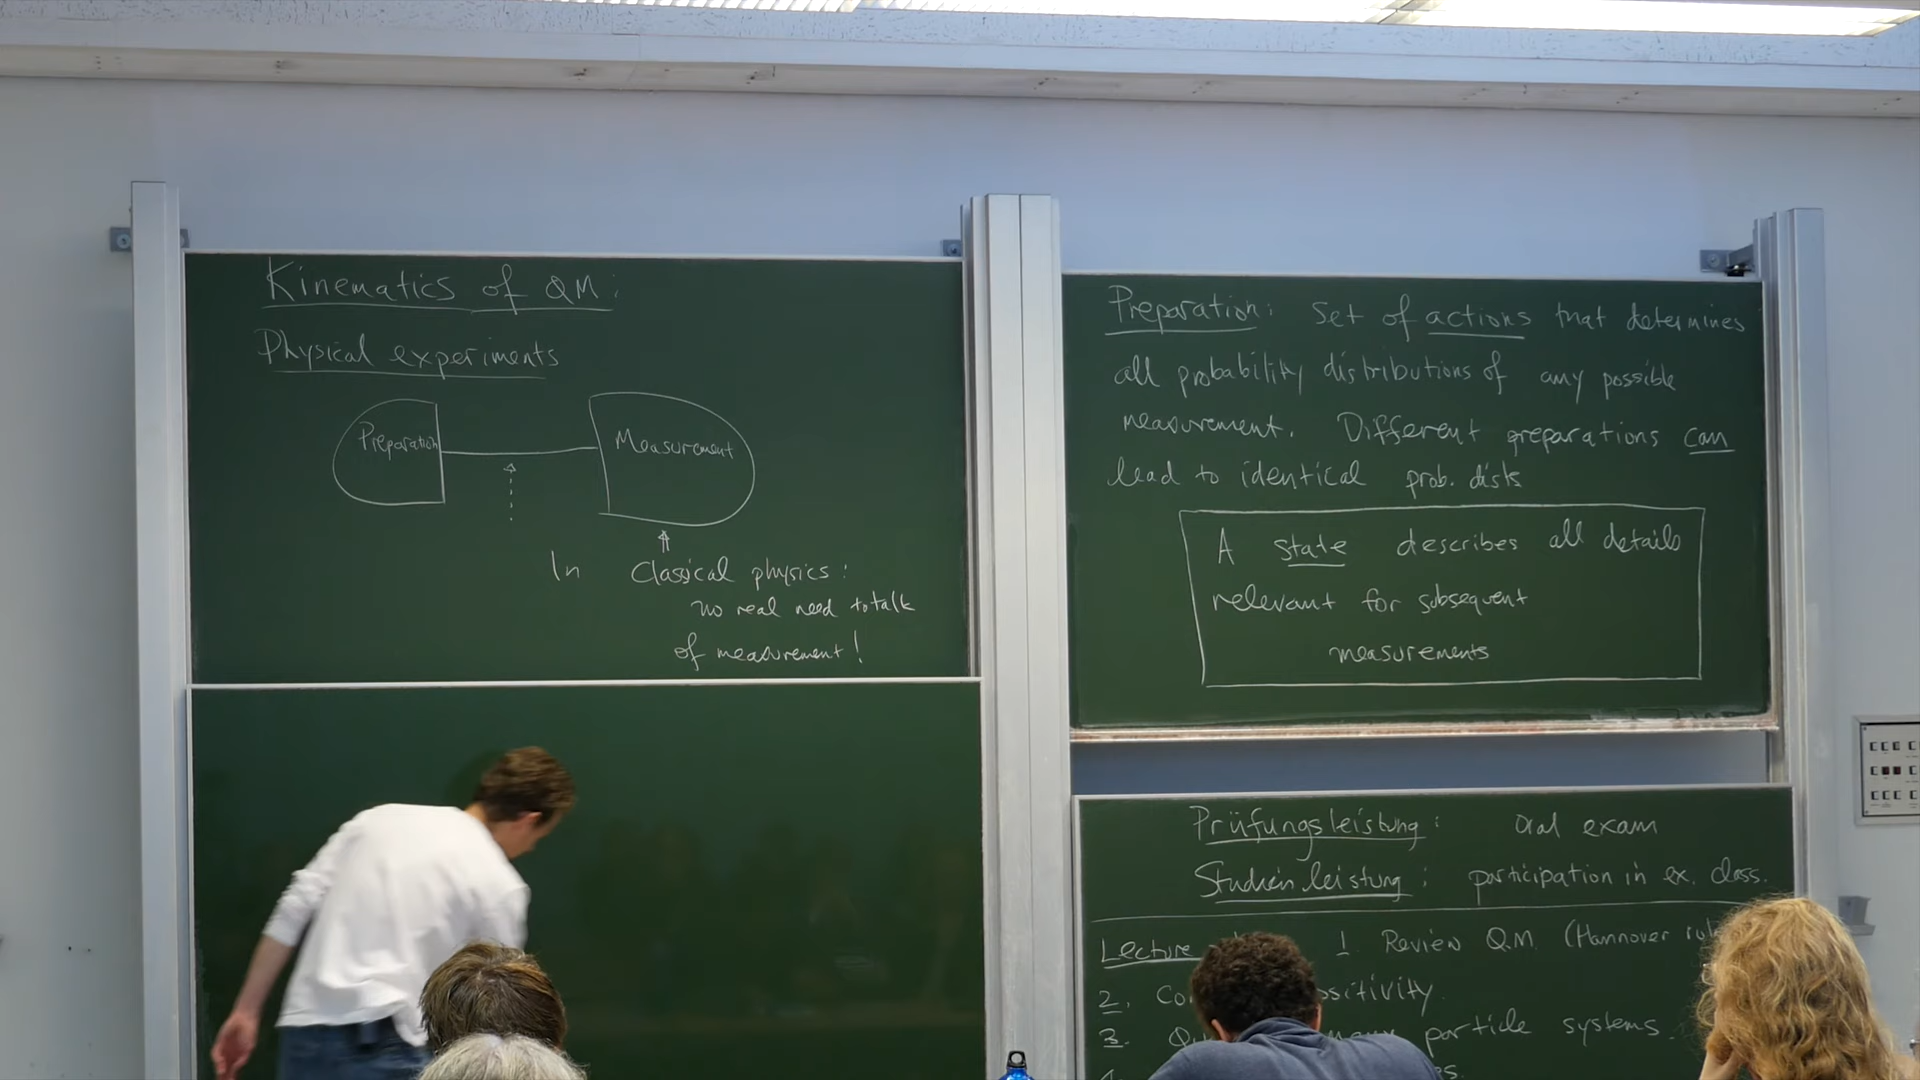 Kinematics of QM:
Physical experiments
Preparation
Measurement
In Classical physics:
no real need to talk
of measurement!
Preparation: Set of actions that determines
all probability distributions of any possible
measurement. Different preparations can
lead to identical prob. dists
A state describes all details
relevant for subsequent
measurements
Prüfungsleistung: Oral exam
Studienleistung: participation in ex. class.
Lecture 1. Review QM (Hannover
2.
3. particle systems.